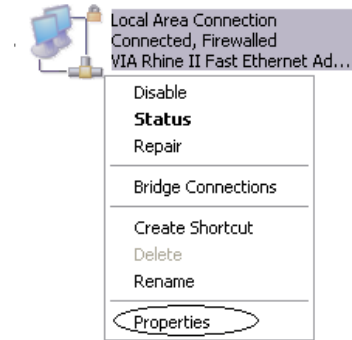 Local Area Connection
Connected, Firewalled
VIA Rhine II Fast Ethernet Ad...
Disable
Status
Repair
Bridge Connections
Create Shortcut
Delete
Rename
Properties